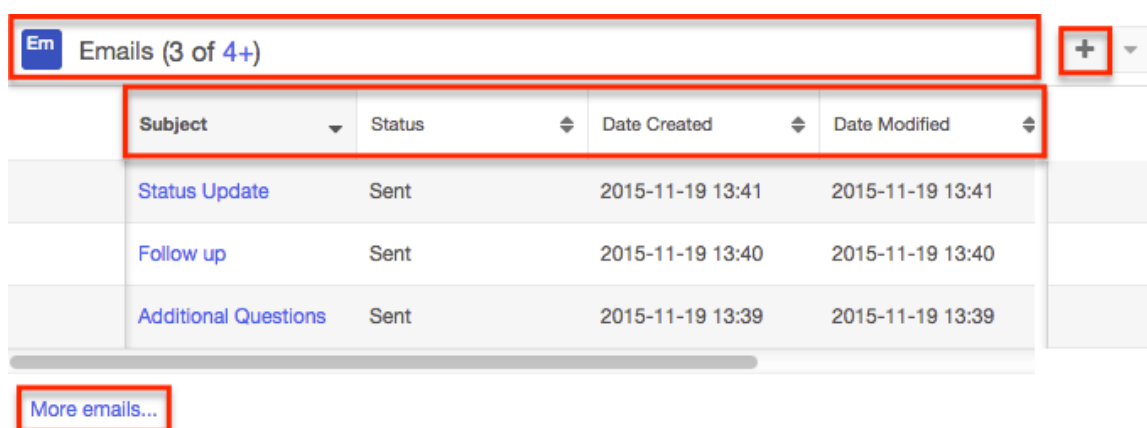 Em Emails (3 of 4+) +
Subject Status Date Created Date Modified
Status Update Sent 2015-11-19 13:41 2015-11-19 13:41
Follow up Sent 2015-11-19 13:40 2015-11-19 13:40
Additional Questions Sent 2015-11-19 13:39 2015-11-19 13:39
More emails...